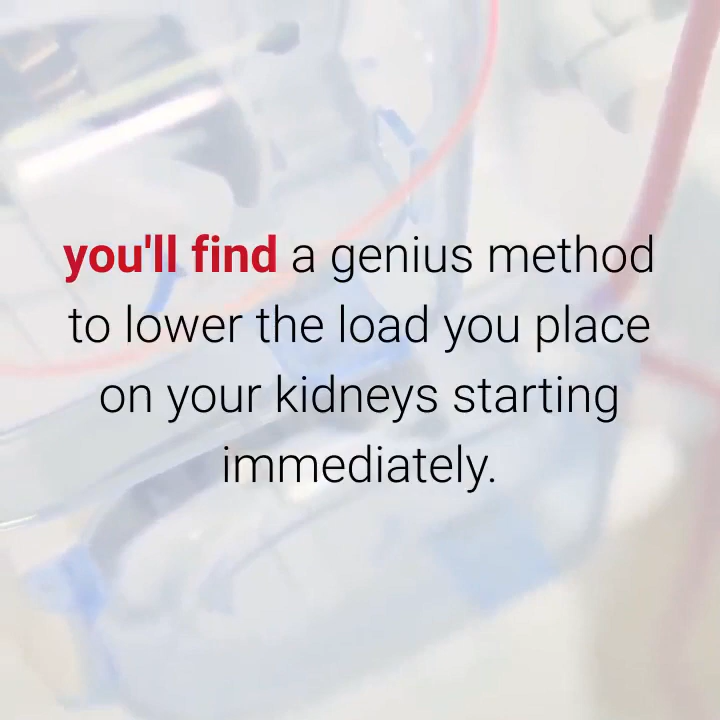 you'll find a genius method
to lower the load you place
on your kidneys starting
immediately.